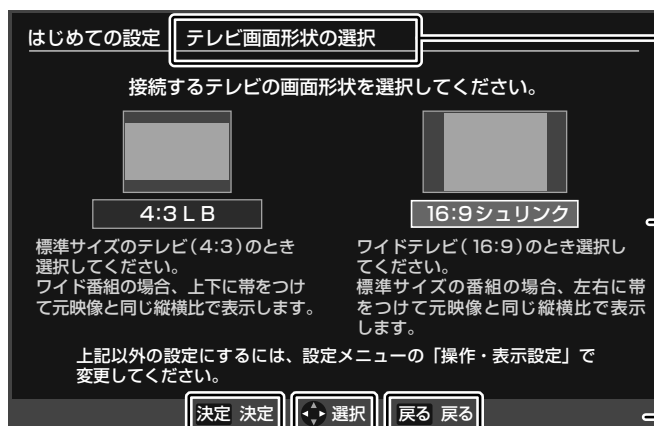 はじめての設定 テレビ画面形状の選択
接続するテレビの画面形状を選択してください。
4:3LB
標準サイズのテレビ(4:3)のとき
選択してください。
ワイド番組の場合、上下に帯をつけ
て元映像と同じ縦横比で表示します。
16:9シュリンク
ワイドテレビ(16:9)のとき選択し
てください。
標準サイズの番組の場合、左右に帯
をつけて元映像と同じ縦横比で表示
します。
上記以外の設定にするには、設定メニューの「操作・表示設定」で
変更してください。
決定 決定 選択 戻る 戻る